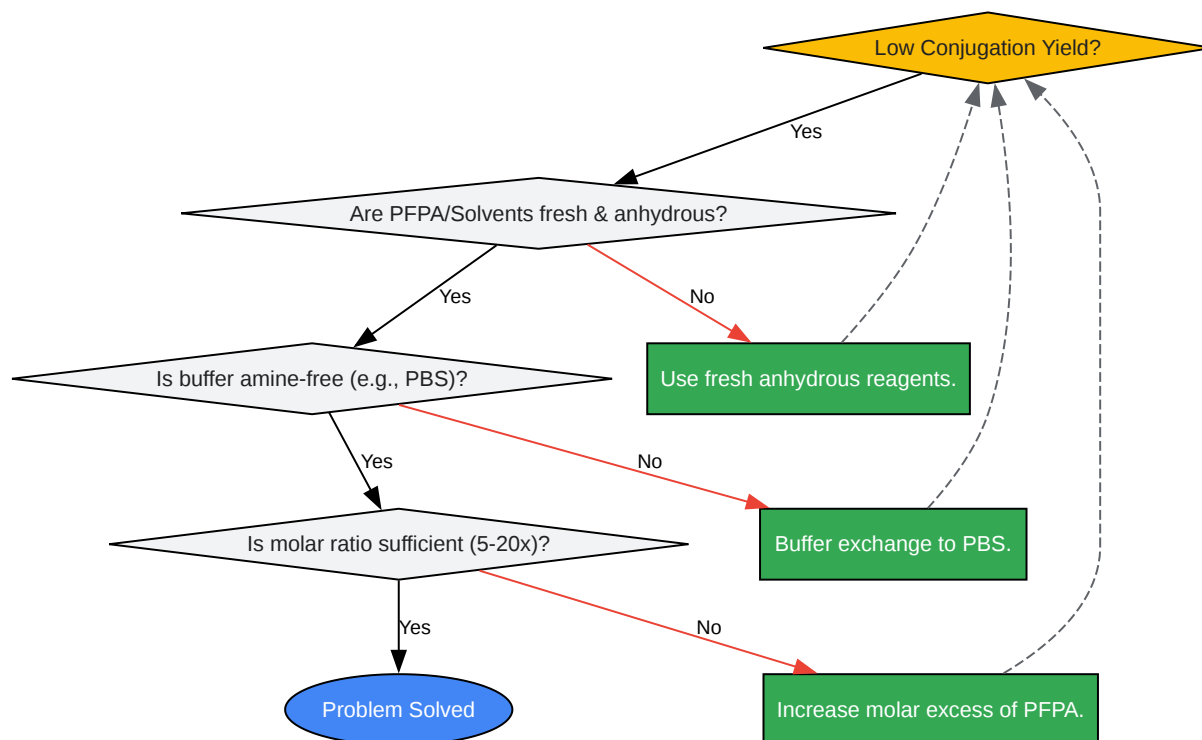 Low Conjugation Yield?
Yes
Are PFPA/Solvents fresh & anhydrous?
Yes
No
Is buffer amine-free (e.g., PBS)?
Use fresh anhydrous reagents.
Yes
No
Is molar ratio sufficient (5-20x)?
Buffer exchange to PBS.
Yes
No
Problem Solved
Increase molar excess of PFPA.